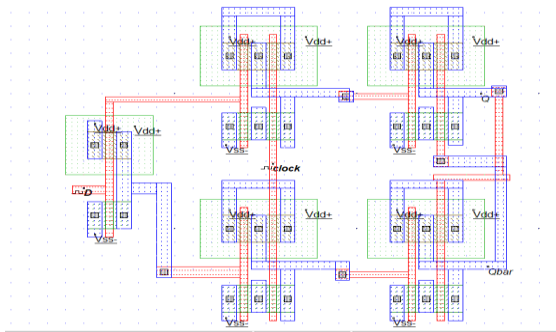 Vdd+ Vdd+ Vdd+ Vdd+
Q
Vdd+ Vdd+
Vss- Vss-
clock
D
Vdd+ Vdd+ Vdd+ Vdd+
Vss-
Qbar
Vss- Vss-